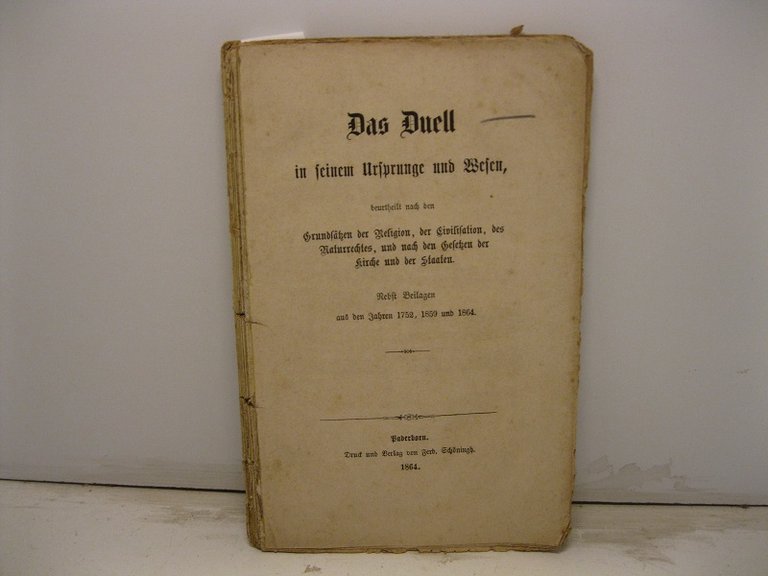 Das Duell
in seinem Ursprunge und Wesen,
beurtheilt nach den
Grundsätzen der Religion, der Civilisation, des
Naturrechtes, und nach den Gesetzen der
Kirche und der Staaten.
Nebst Beilagen
aus den Jahren 1752, 1859 und 1864.
Paderborn.
Druck und Verlag von Ferd. Schöningh.
1864.